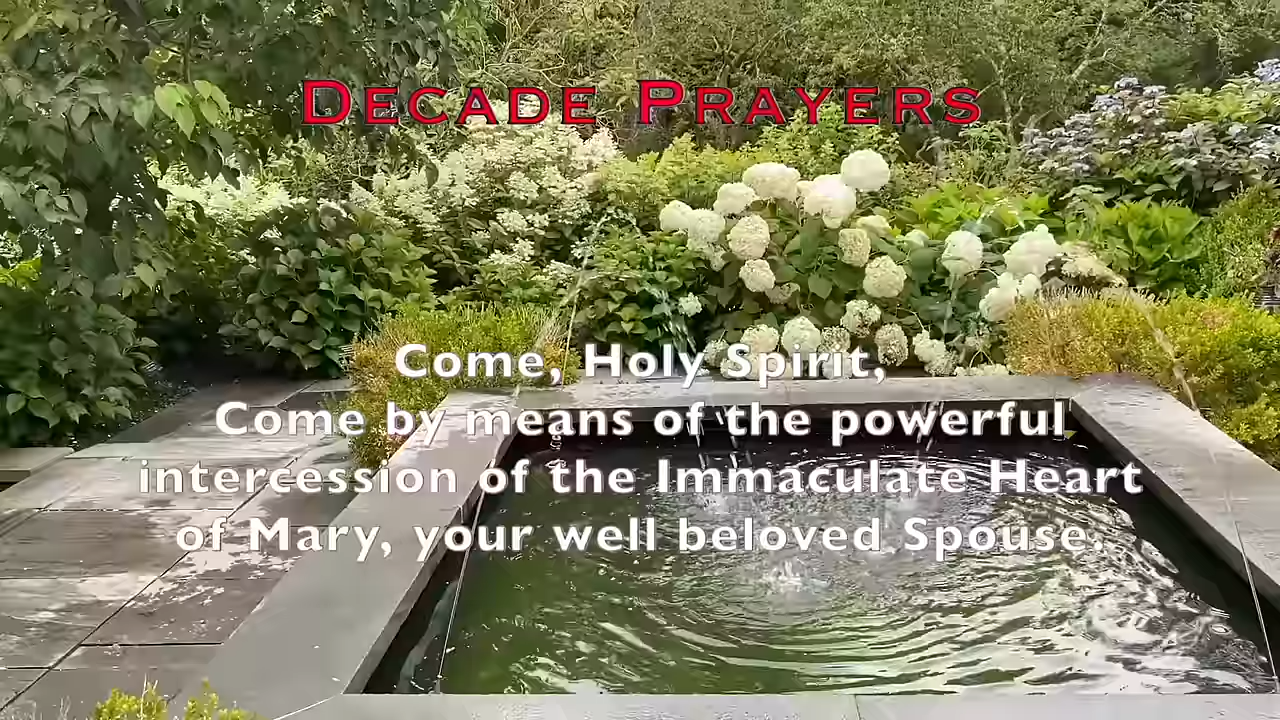 Decade Prayers
Come, Holy Spirit,
Come by means of the powerful
intercession of the Immaculate Heart
of Mary, your well beloved Spouse.